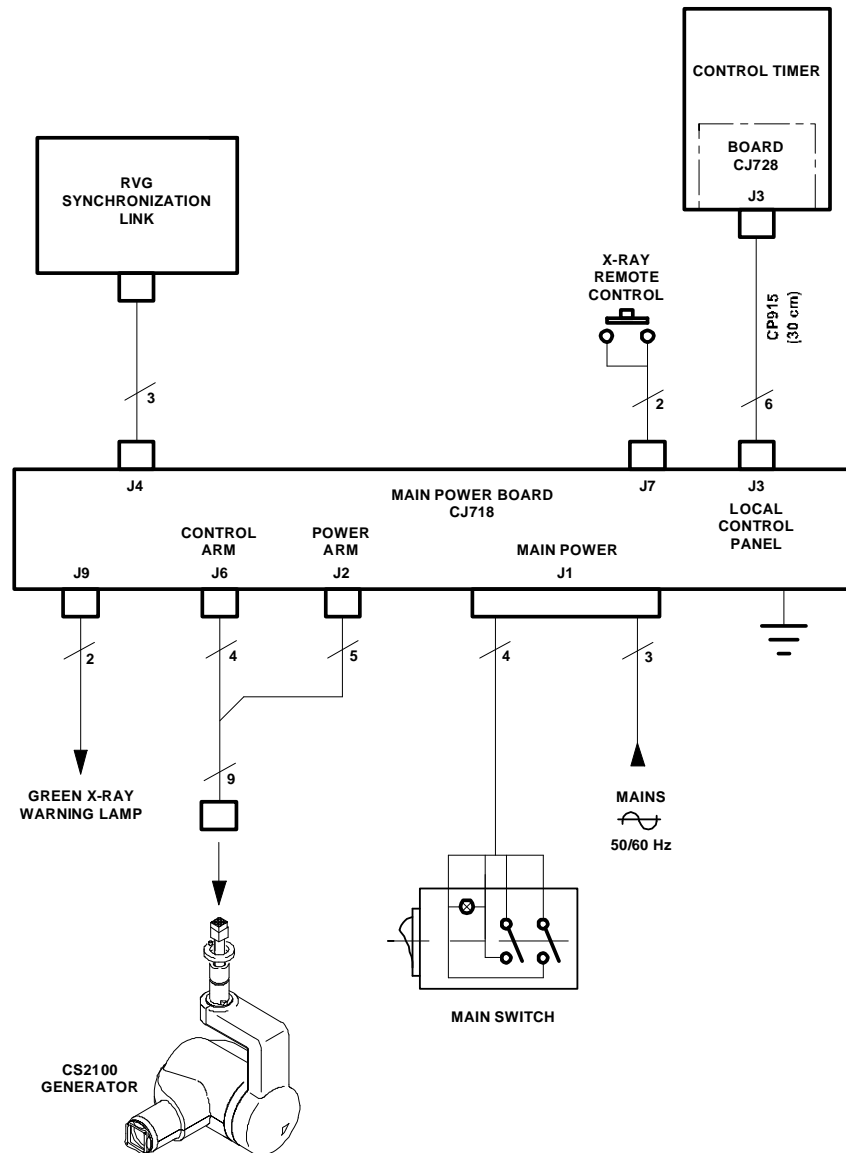 CONTROL TIMER
BOARD
CJ728
J3
RVG
SYNCHRONIZATION
LINK
X-RAY
REMOTE
CONTROL
CP915
(30 cm)
3
2
6
J4
MAIN POWER BOARD
CJ718
J7
J3
LOCAL
CONTROL
PANEL
CONTROL
ARM
J6
POWER
ARM
J2
MAIN POWER
J1
J9
2
4
5
4
3
9
GREEN X-RAY
WARNING LAMP
MAINS
50/60 Hz
MAIN SWITCH
CS2100
GENERATOR